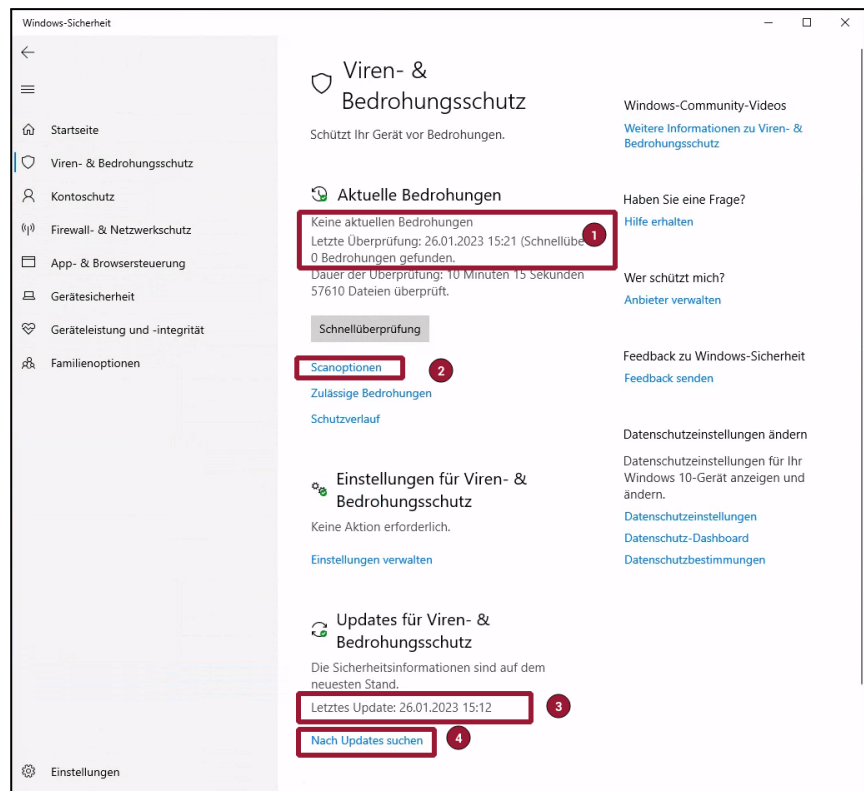 Windows-Sicherheit
Startseite
Viren- & Bedrohungsschutz
Kontoschutz
Firewall- & Netzwerkschutz
App- & Browsersteuerung
Gerätesicherheit
Geräteleistung und -integrität
Familienoptionen
Einstellungen
Viren- &
Bedrohungsschutz
Schützt Ihr Gerät vor Bedrohungen.
Aktuelle Bedrohungen
Keine aktuellen Bedrohungen
Letzte Überprüfung: 26.01.2023 15:21 (Schnellübe
1
0 Bedrohungen gefunden.
Dauer der Überprüfung: 10 Minuten 15 Sekunden
57610 Dateien überprüft.
Schnellüberprüfung
Scanoptionen
2
Zulässige Bedrohungen
Schutzverlauf
Einstellungen für Viren- &
Bedrohungsschutz
Keine Aktion erforderlich.
Einstellungen verwalten
Updates für Viren- &
Bedrohungsschutz
Die Sicherheitsinformationen sind auf dem
neuesten Stand.
Letztes Update: 26.01.2023 15:12
3
Nach Updates suchen
4
Windows-Community-Videos
Weitere Informationen zu Viren- &
Bedrohungsschutz
Haben Sie eine Frage?
Hilfe erhalten
Wer schützt mich?
Anbieter verwalten
Feedback zu Windows-Sicherheit
Feedback senden
Datenschutzeinstellungen ändern
Datenschutzeinstellungen für Ihr
Windows 10-Gerät anzeigen und
ändern.
Datenschutzeinstellungen
Datenschutz-Dashboard
Datenschutzbestimmungen